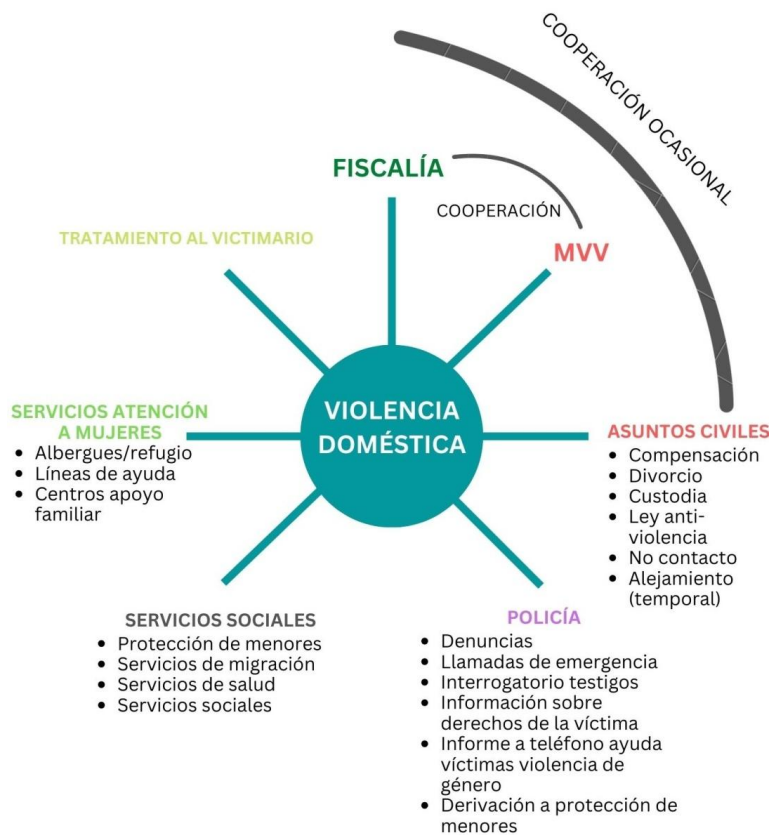 COOPERACIÓN OCASIONAL
FISCALÍA
COOPERACIÓN
MVV
TRATAMIENTO AL VICTIMARIO
VIOLENCIA
DOMÉSTICA
SERVICIOS ATENCIÓN
A MUJERES
• Albergues/refugio
• Líneas de ayuda
• Centros apoyo
familiar
ASUNTOS CIVILES
• Compensación
• Divorcio
• Custodia
• Ley anti-
violencia
• No contacto
• Alejamiento
(temporal)
SERVICIOS SOCIALES
• Protección de menores
• Servicios de migración
• Servicios de salud
• Servicios sociales
POLICÍA
• Denuncias
• Llamadas de emergencia
• Interrogatorio testigos
• Información sobre
derechos de la víctima
• Informe a teléfono ayuda
víctimas violencia de
género
• Derivación a protección de
menores